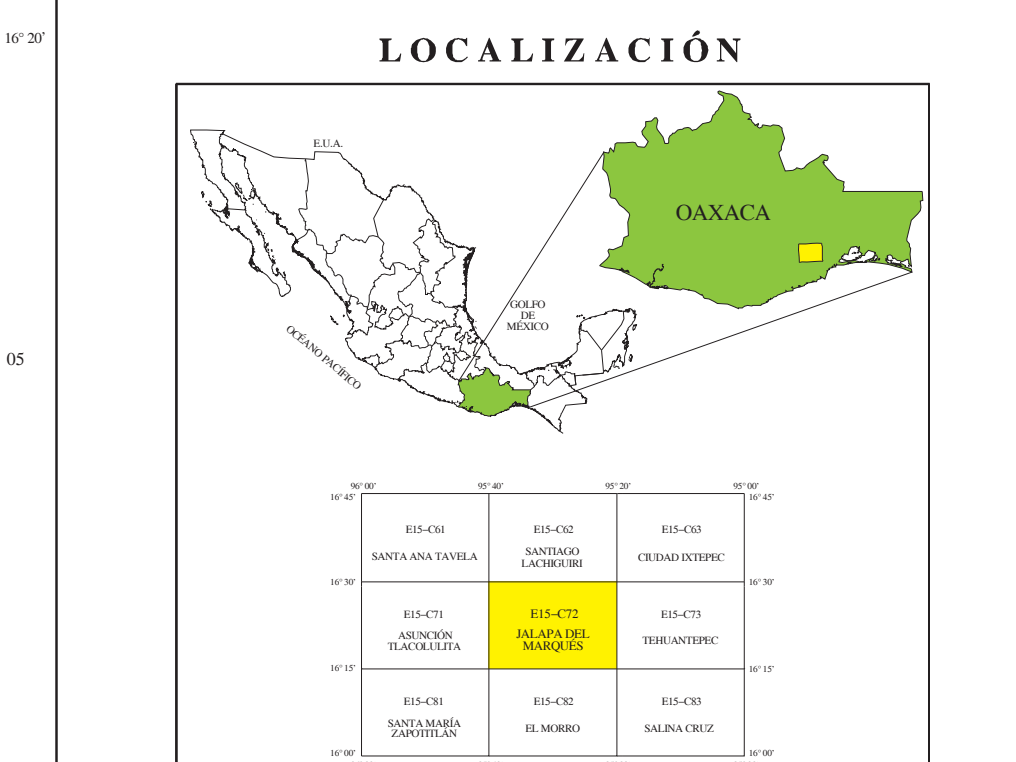 16° 20'
LOCALIZACIÓN
E.U.A.
OAXACA
GOLFO
DE
MÉXICO
OCÉANO PACÍFICO
05
96° 00'
95° 40'
95° 20'
95° 00'
16° 45'
16° 45'
E15–C61
E15–C62
E15–C63
SANTA ANA TAVELA
SANTIAGO
LACHIGUIRI
CIUDAD IXTEPEC
16° 30'
16° 30'
E15–C71
E15–C72
E15–C73
ASUNCIÓN
TLACOLULITA
JALAPA DEL
MARQUÉS
TEHUANTEPEC
16° 15'
16° 15'
E15–C81
E15–C82
E15–C83
SANTA MARÍA
ZAPOTITLÁN
EL MORRO
SALINA CRUZ
16° 00'
16° 00'